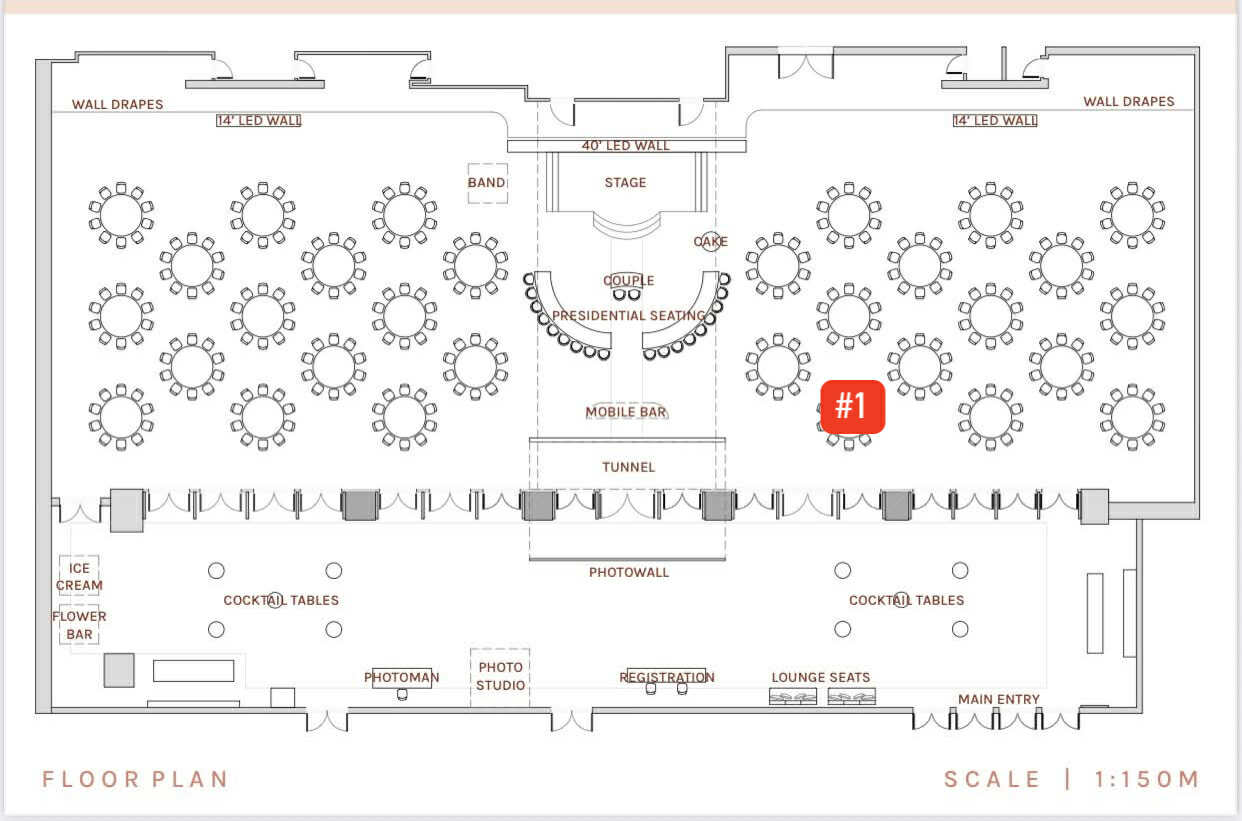 WALL DRAPES
WALL DRAPES
14' LED WALL
14' LED WALL
40' LED WALL
BAND
STAGE
CAKE
COUPLE
PRESIDENTIAL SEATING
#1
MOBILE BAR
TUNNEL
PHOTOWALL
ICE
CREAM
COCKTAIL TABLES
COCKTAIL TABLES
FLOWER
BAR
PHOTOMAN
PHOTO
STUDIO
REGISTRATION
LOUNGE SEATS
MAIN ENTRY
FLOOR PLAN
SCALE | 1:150M